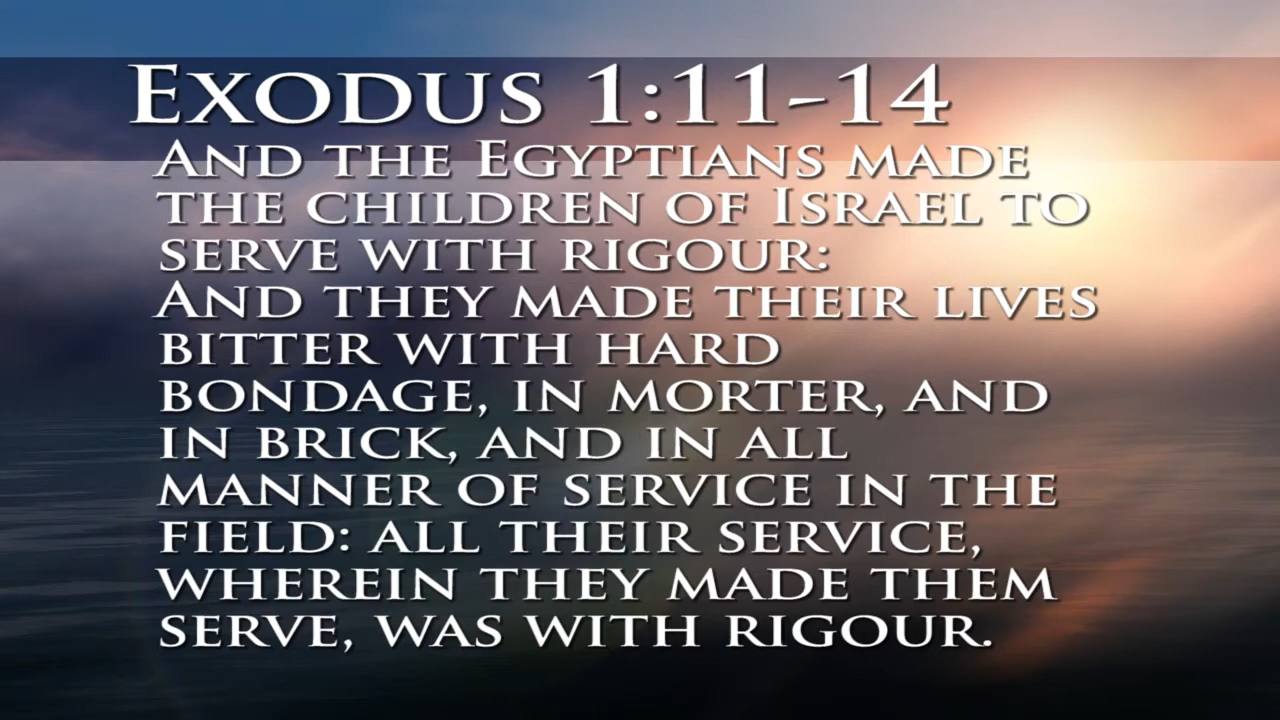 EXODUS 1:11-14
AND THE EGYPTIANS MADE
THE CHILDREN OF ISRAEL TO
SERVE WITH RIGOUR:
AND THEY MADE THEIR LIVES
BITTER WITH HARD
BONDAGE, IN MORTER, AND
IN BRICK, AND IN ALL
MANNER OF SERVICE IN THE
FIELD: ALL THEIR SERVICE,
WHEREIN THEY MADE THEM
SERVE, WAS WITH RIGOUR.